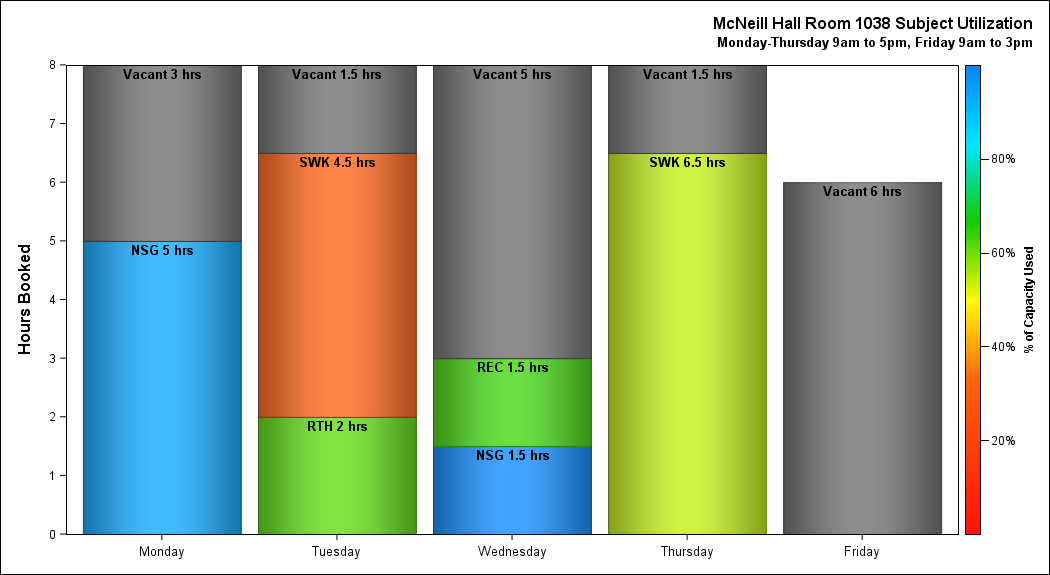 McNeill Hall Room 1038 Subject Utilization
Monday-Thursday 9am to 5pm, Friday 9am to 3pm
Hours Booked
8
7
6
5
4
3
2
1
0
Vacant 3 hrs
NSG 5 hrs
Vacant 1.5 hrs
SWK 4.5 hrs
RTH 2 hrs
Vacant 5 hrs
REC 1.5 hrs
NSG 1.5 hrs
Vacant 1.5 hrs
SWK 6.5 hrs
Vacant 6 hrs
Monday
Tuesday
Wednesday
Thursday
Friday
80%
60%
40%
20%
% of Capacity Used